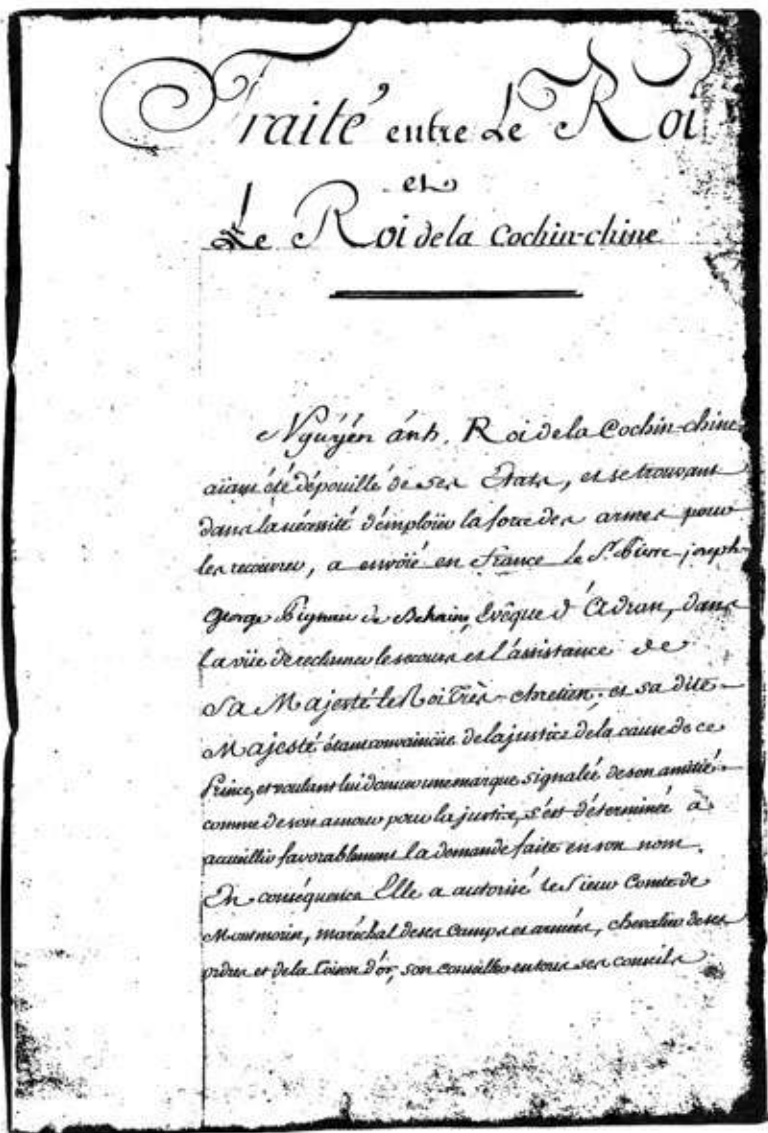 Traité entre Le Roi
et
Le Roi de la Cochin-chine
Nguyén ánh. Roi de la Cochin-chine
aiant été dépouillé de ses Etats, et se trouvant
dans la nécessité d'emploïer la force des armes pour
les recouvrer, a envoié en France le Sr. Pierre joseph
George Pigneau de Behaine, Evêque d'Adran, dans
la vüe de reclamer le secours et l'assistance de
Sa Majesté le Roi Très-chretien; et sa dite
Majesté étant convaincüe de la justice de la cause de ce
Prince, et voulant lui donner une marque signalée de son amitié
comme de son amour pour la justice, s'est déterminée à
accueillir favorablement la demande faite en son nom.
En conséquence Elle a autorisé le Sieur Comte de
Montmorin, maréchal de ses Camps et armées, chevalier de ses
ordres et de la Toison d'or, son conseiller en tous ses conseils